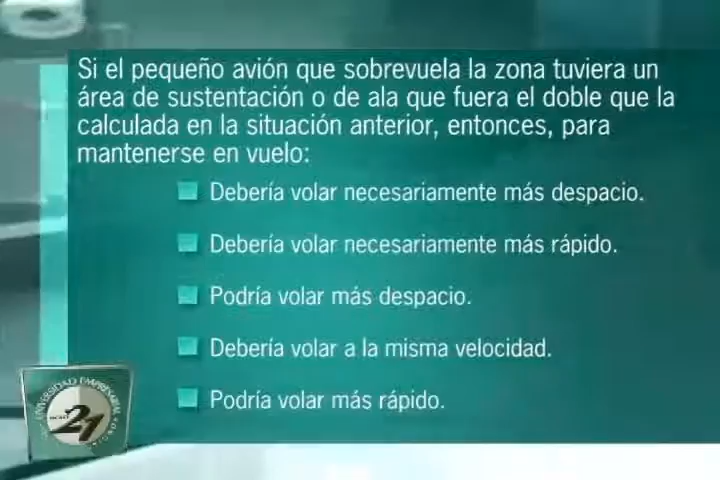 Si el pequeño avión que sobrevuela la zona tuviera un
área de sustentación o de ala que fuera el doble que la
calculada en la situación anterior, entonces, para
mantenerse en vuelo:
Debería volar necesariamente más despacio.
Debería volar necesariamente más rápido.
Podría volar más despacio.
Debería volar a la misma velocidad.
Podría volar más rápido.
UNIVERSIDAD EMPRESARIAL
21